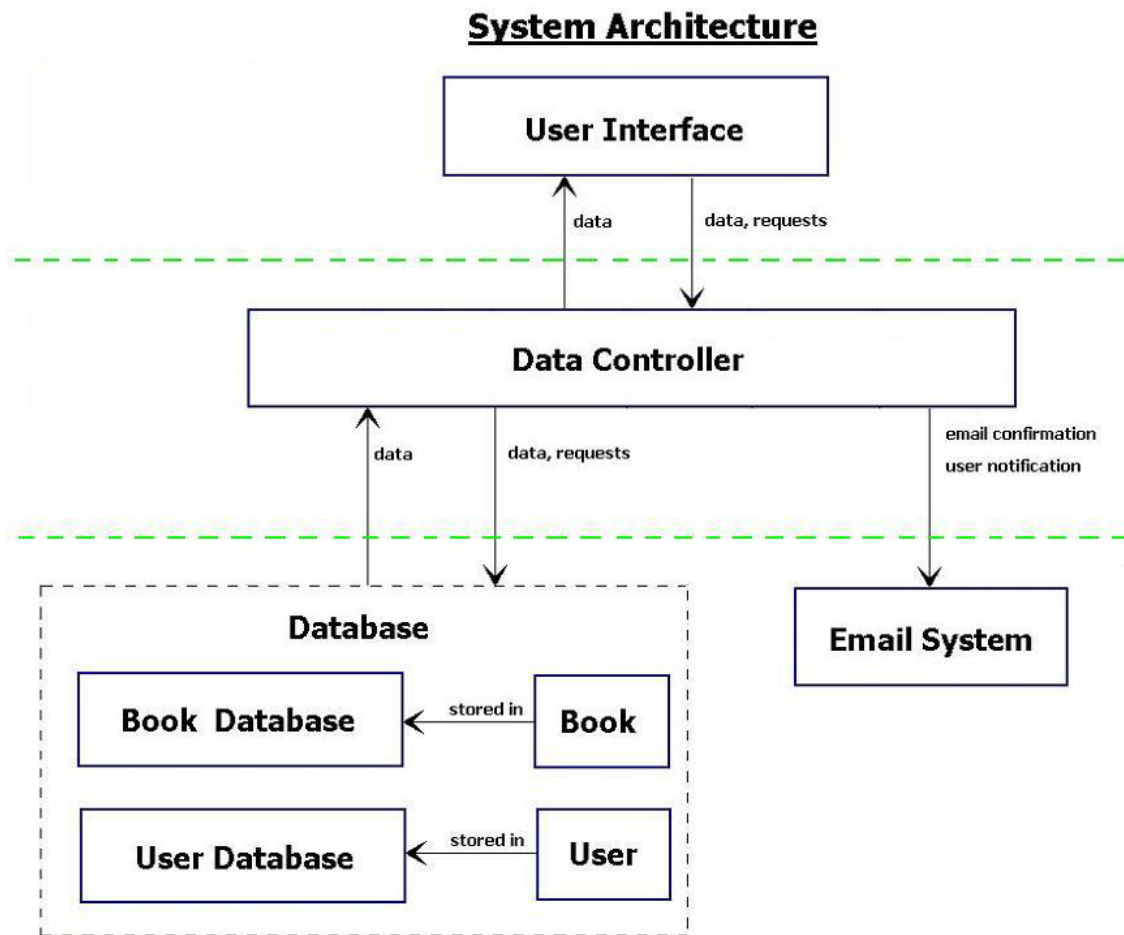 System Architecture
User Interface
data
data, requests
Data Controller
data
data, requests
email confirmation
user notification
Database
Email System
Book Database
stored in
Book
User Database
stored in
User